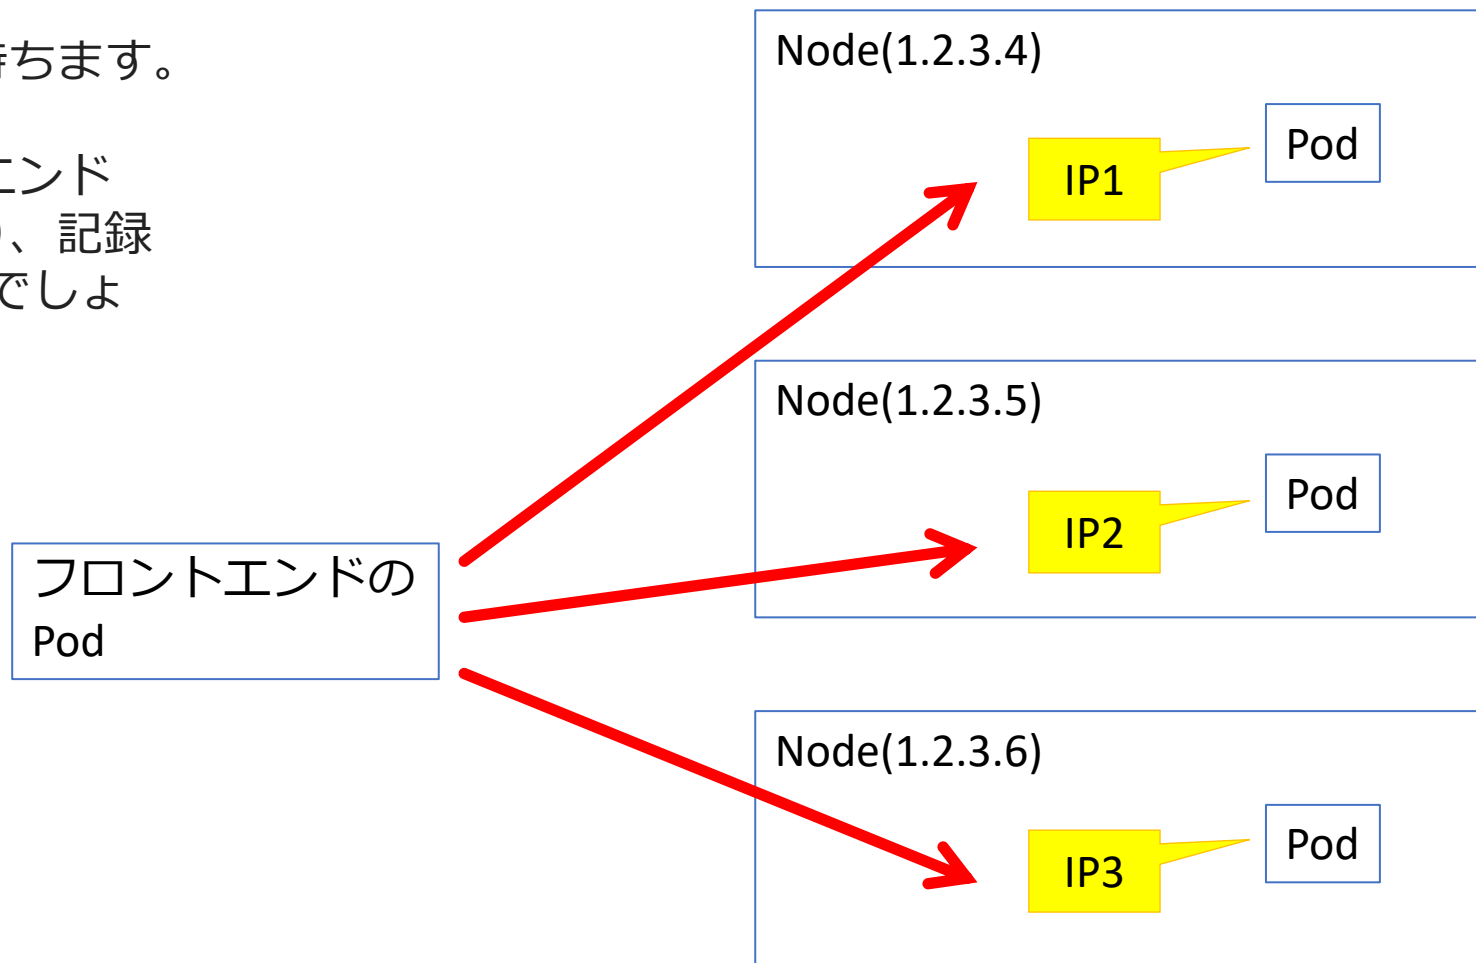 持ちます。
エンド
、記録
でしょ
Node(1.2.3.4)
Pod
IP1
Node(1.2.3.5)
Pod
IP2
フロントエンドの
Pod
Node(1.2.3.6)
Pod
IP3